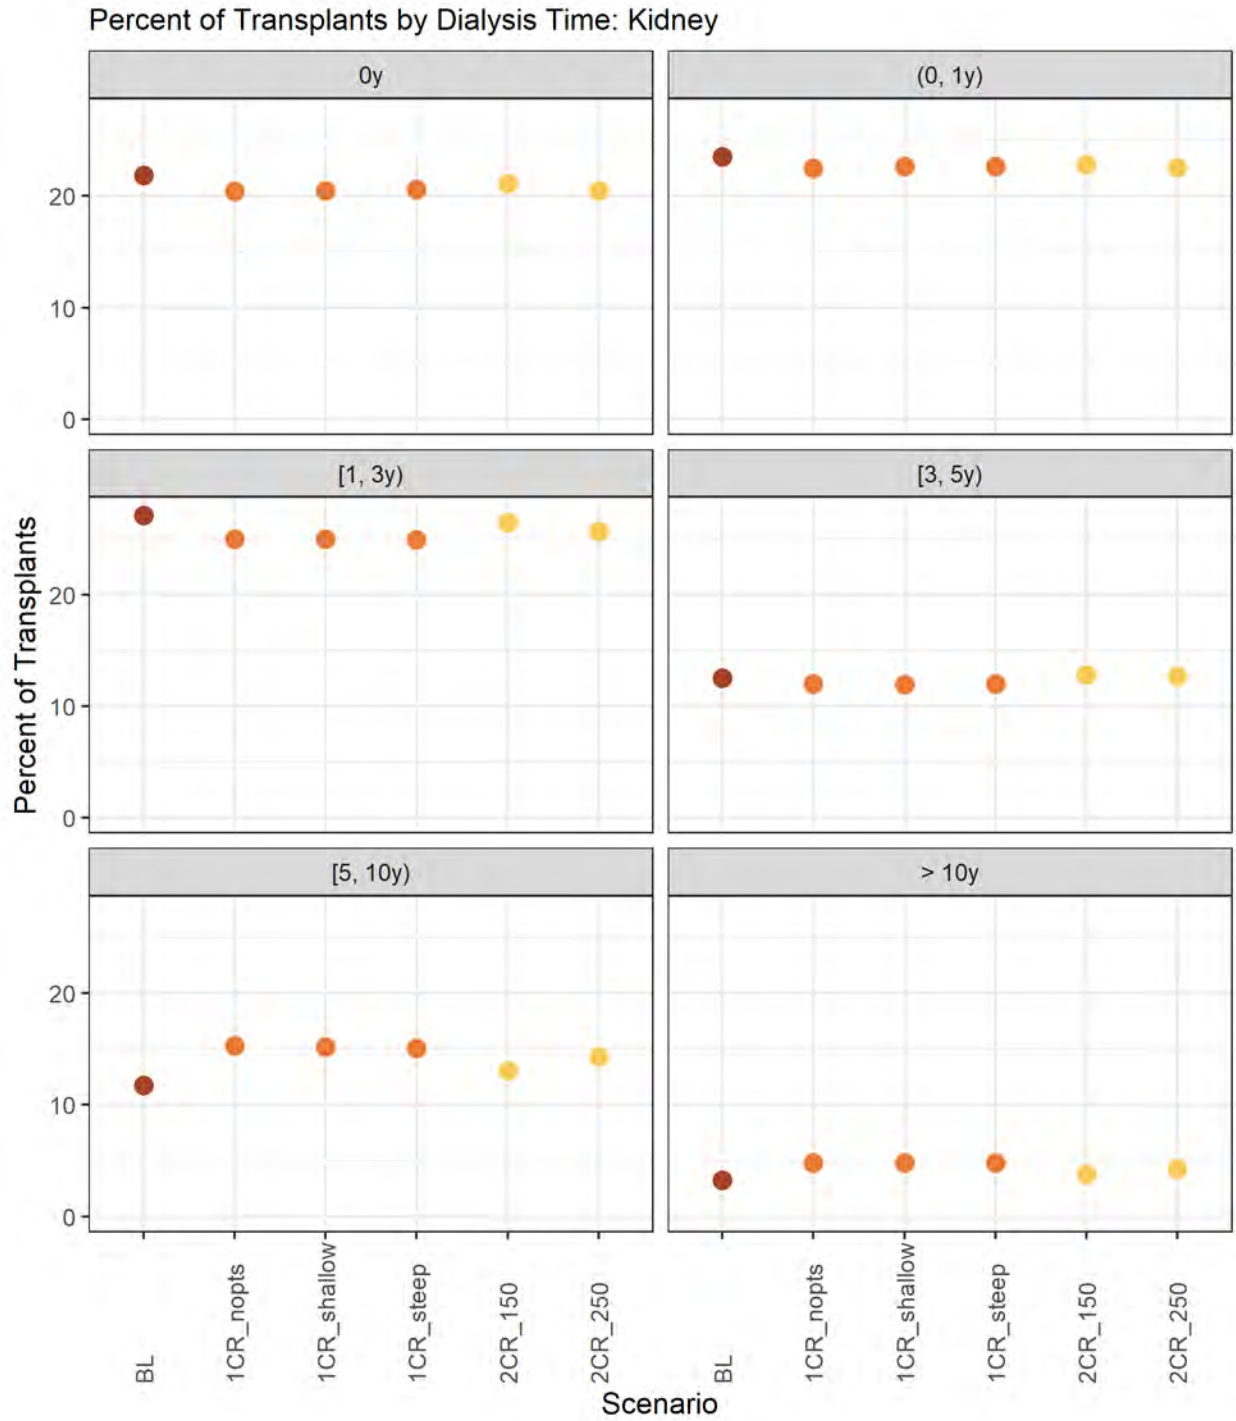 Percent of Transplants by Dialysis Time: Kidney
0y
(0, 1y)
20
10
0
[1, 3y)
[3, 5y)
20
10
0
Percent of Transplants
[5, 10y)
> 10y
20
10
0
BL
1CR_nopts
1CR_shallow
1CR_steep
2CR_150
2CR_250
BL
1CR_nopts
1CR_shallow
1CR_steep
2CR_150
2CR_250
Scenario